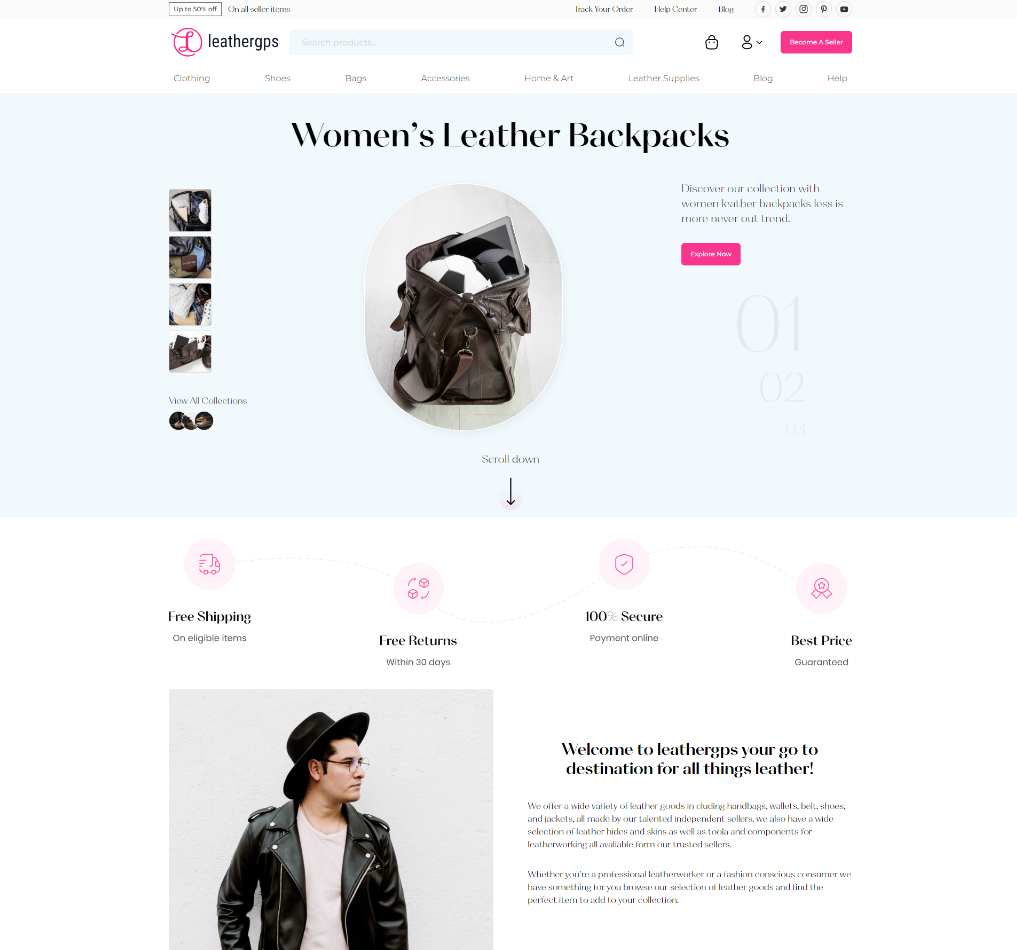 Up to 50% off
On all seller items
Track Your Order
Help Center
Blog
leathergps
Search products...
Become A Seller
Clothing
Shoes
Bags
Accessories
Home & Art
Leather Supplies
Blog
Help
Women's Leather Backpacks
Discover our collection with
women leather backpacks less is
more never out trend.
Explore Now
01
02
03
View All Collections
Scroll down
Free Shipping
On eligible items
Free Returns
Within 30 days
100% Secure
Payment online
Best Price
Guaranteed
Welcome to leathergps your go to
destination for all things leather!
We offer a wide variety of leather goods in cluding handbags, wallets, belt, shoes,
and jackets, all made by our talented independent sellers. we also have a wide
selection of leather hides and skins as well as toola and components for
leatherworking all avaliable form our trusted sellers.
Whether you're a professional leatherworker or a fashion conscious consumer we
have something for you browse our selection of leather goods and find the
perfect item to add to your collection.